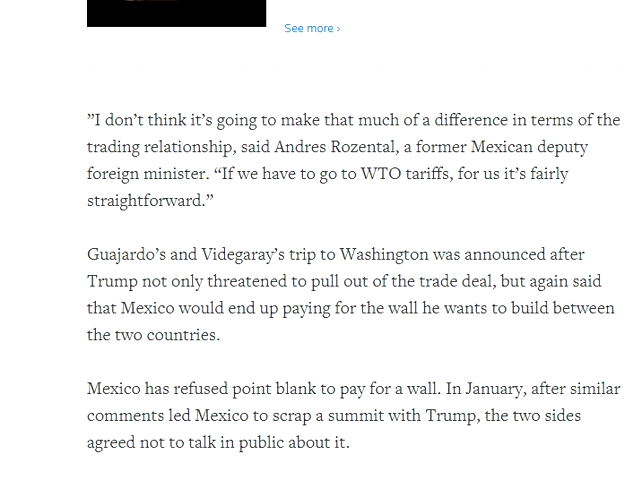 See more ›
”I don’t think it’s going to make that much of a difference in terms of the
trading relationship, said Andres Rozental, a former Mexican deputy
foreign minister. “If we have to go to WTO tariffs, for us it’s fairly
straightforward.”
Guajardo’s and Videgaray’s trip to Washington was announced after
Trump not only threatened to pull out of the trade deal, but again said
that Mexico would end up paying for the wall he wants to build between
the two countries.
Mexico has refused point blank to pay for a wall. In January, after similar
comments led Mexico to scrap a summit with Trump, the two sides
agreed not to talk in public about it.